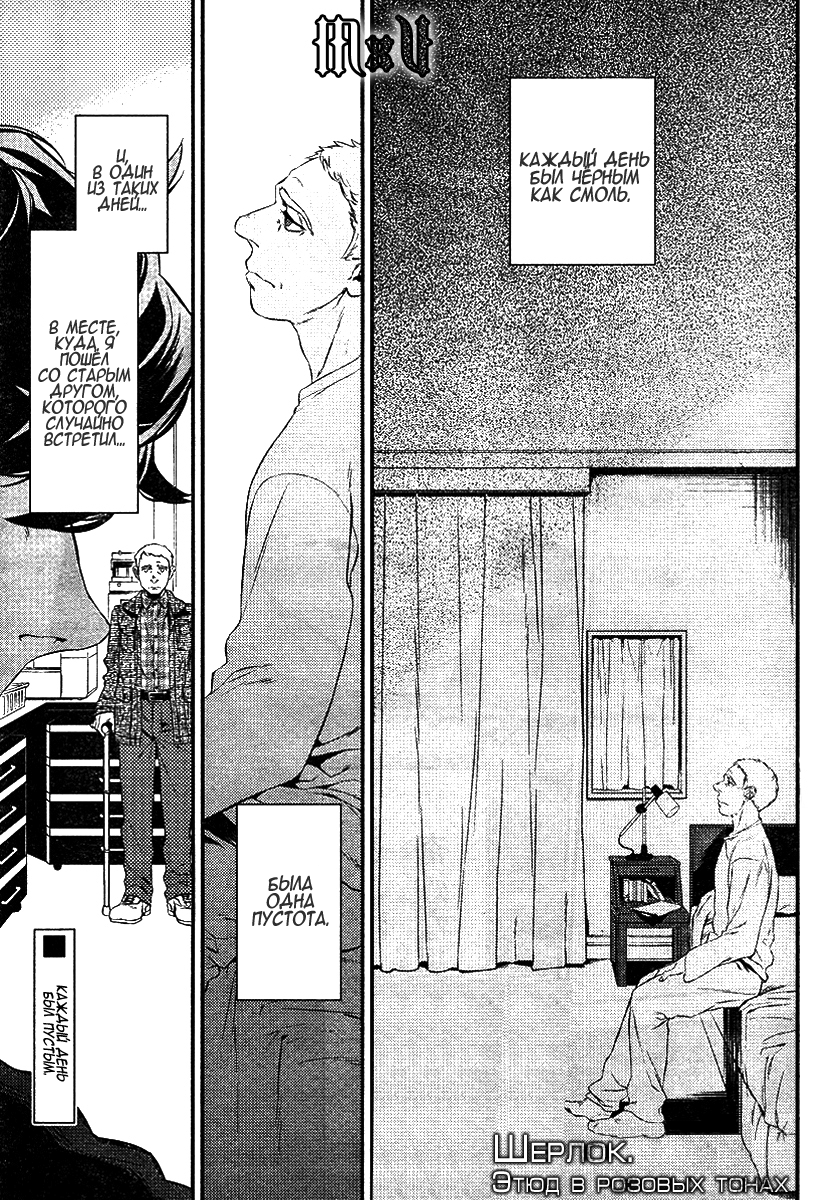 MxV
КАЖДЫЙ ДЕНЬ
БЫЛ ЧЁРНЫМ
КАК СМОЛЬ.
БЫЛА
ОДНА
ПУСТОТА.
И,
В ОДИН
ИЗ ТАКИХ
ДНЕЙ...
В МЕСТЕ,
КУДА Я
ПОШЁЛ
СО СТАРЫМ
ДРУГОМ,
КОТОРОГО
СЛУЧАЙНО
ВСТРЕТИЛ...
КАЖДЫЙ ДЕНЬ
БЫЛ ПУСТЫМ.
Шерлок.
Этюд в розовых тонах